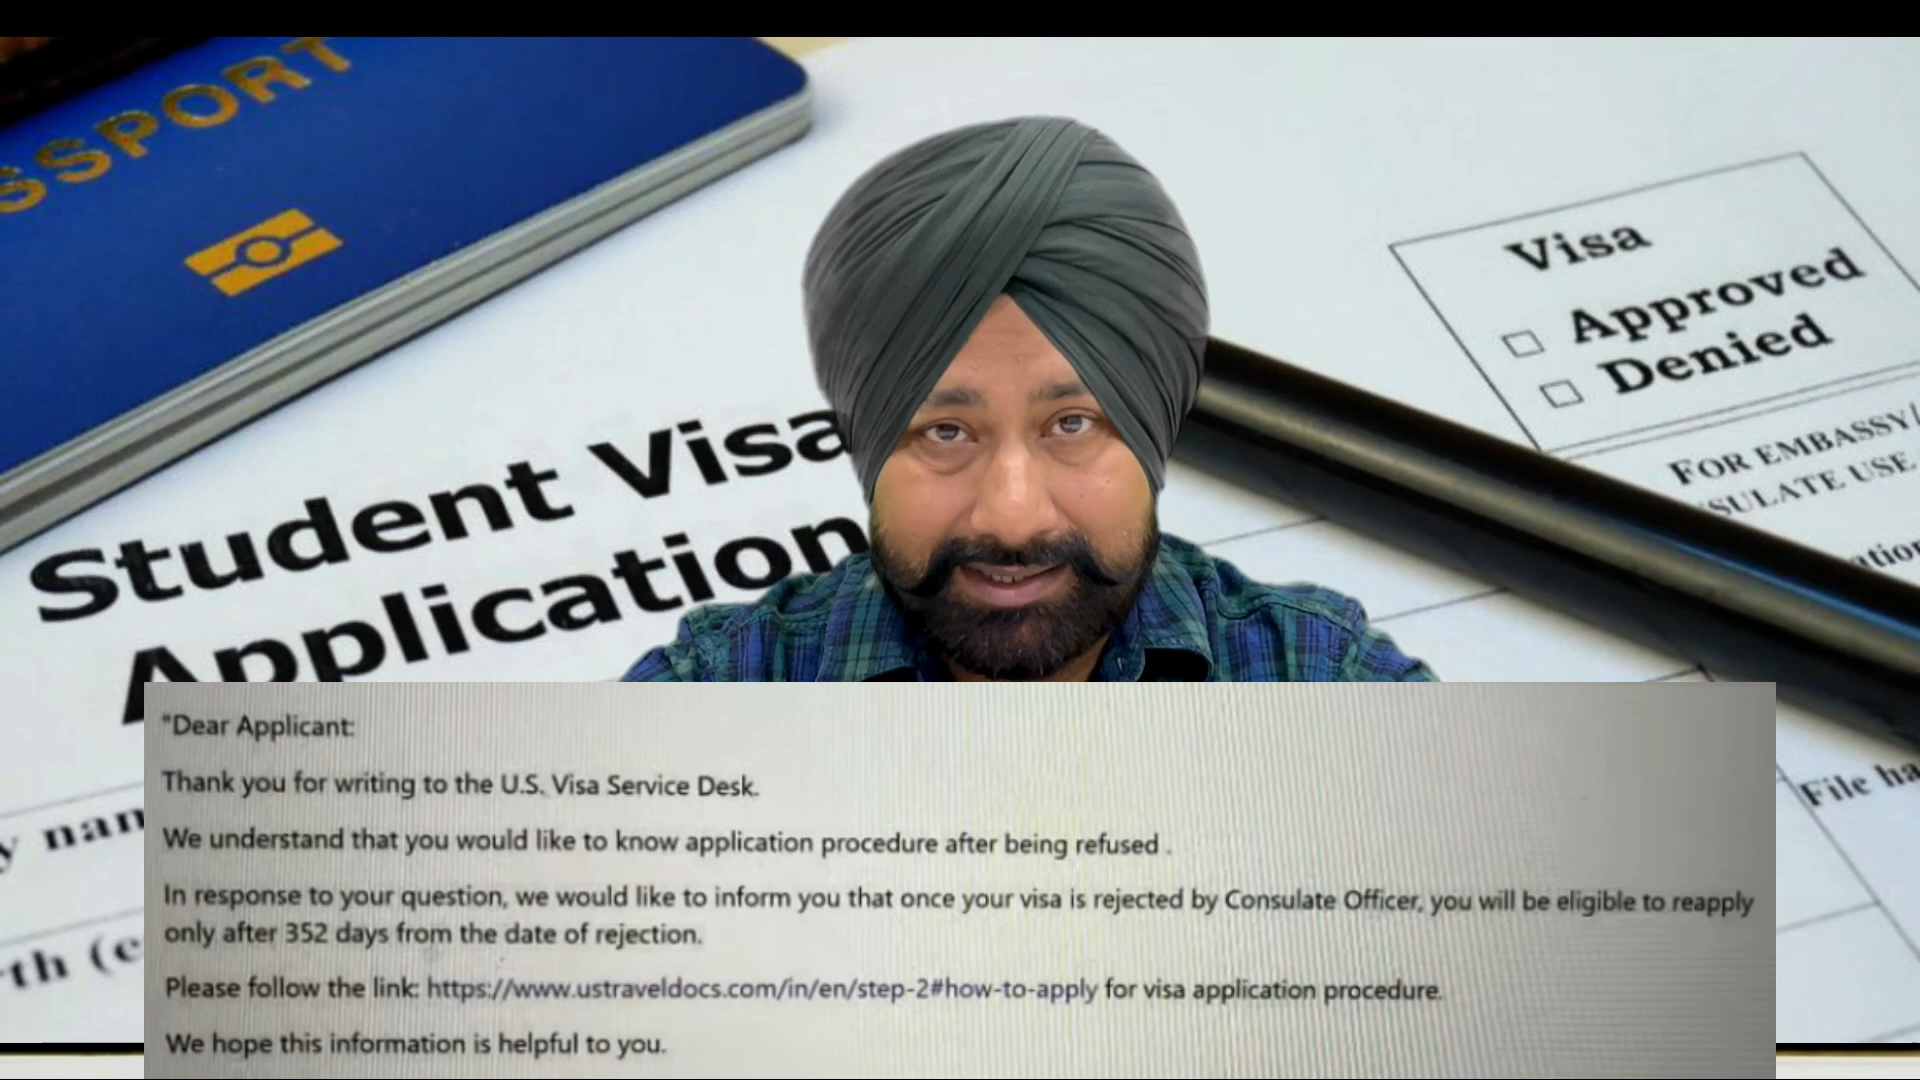 SSPORT
Visa
Approved
Denied
FOR EMBASSY/
SULATE USE
Student Visa
Application
"Dear Applicant:
Thank you for writing to the U.S. Visa Service Desk.
We understand that you would like to know application procedure after being refused .
In response to your question, we would like to inform you that once your visa is rejected by Consulate Officer, you will be eligible to reapply
only after 352 days from the date of rejection.
Please follow the link: https://www.ustraveldocs.com/in/en/step-2#how-to-apply for visa application procedure.
We hope this information is helpful to you.
y nam
File ha
th (c